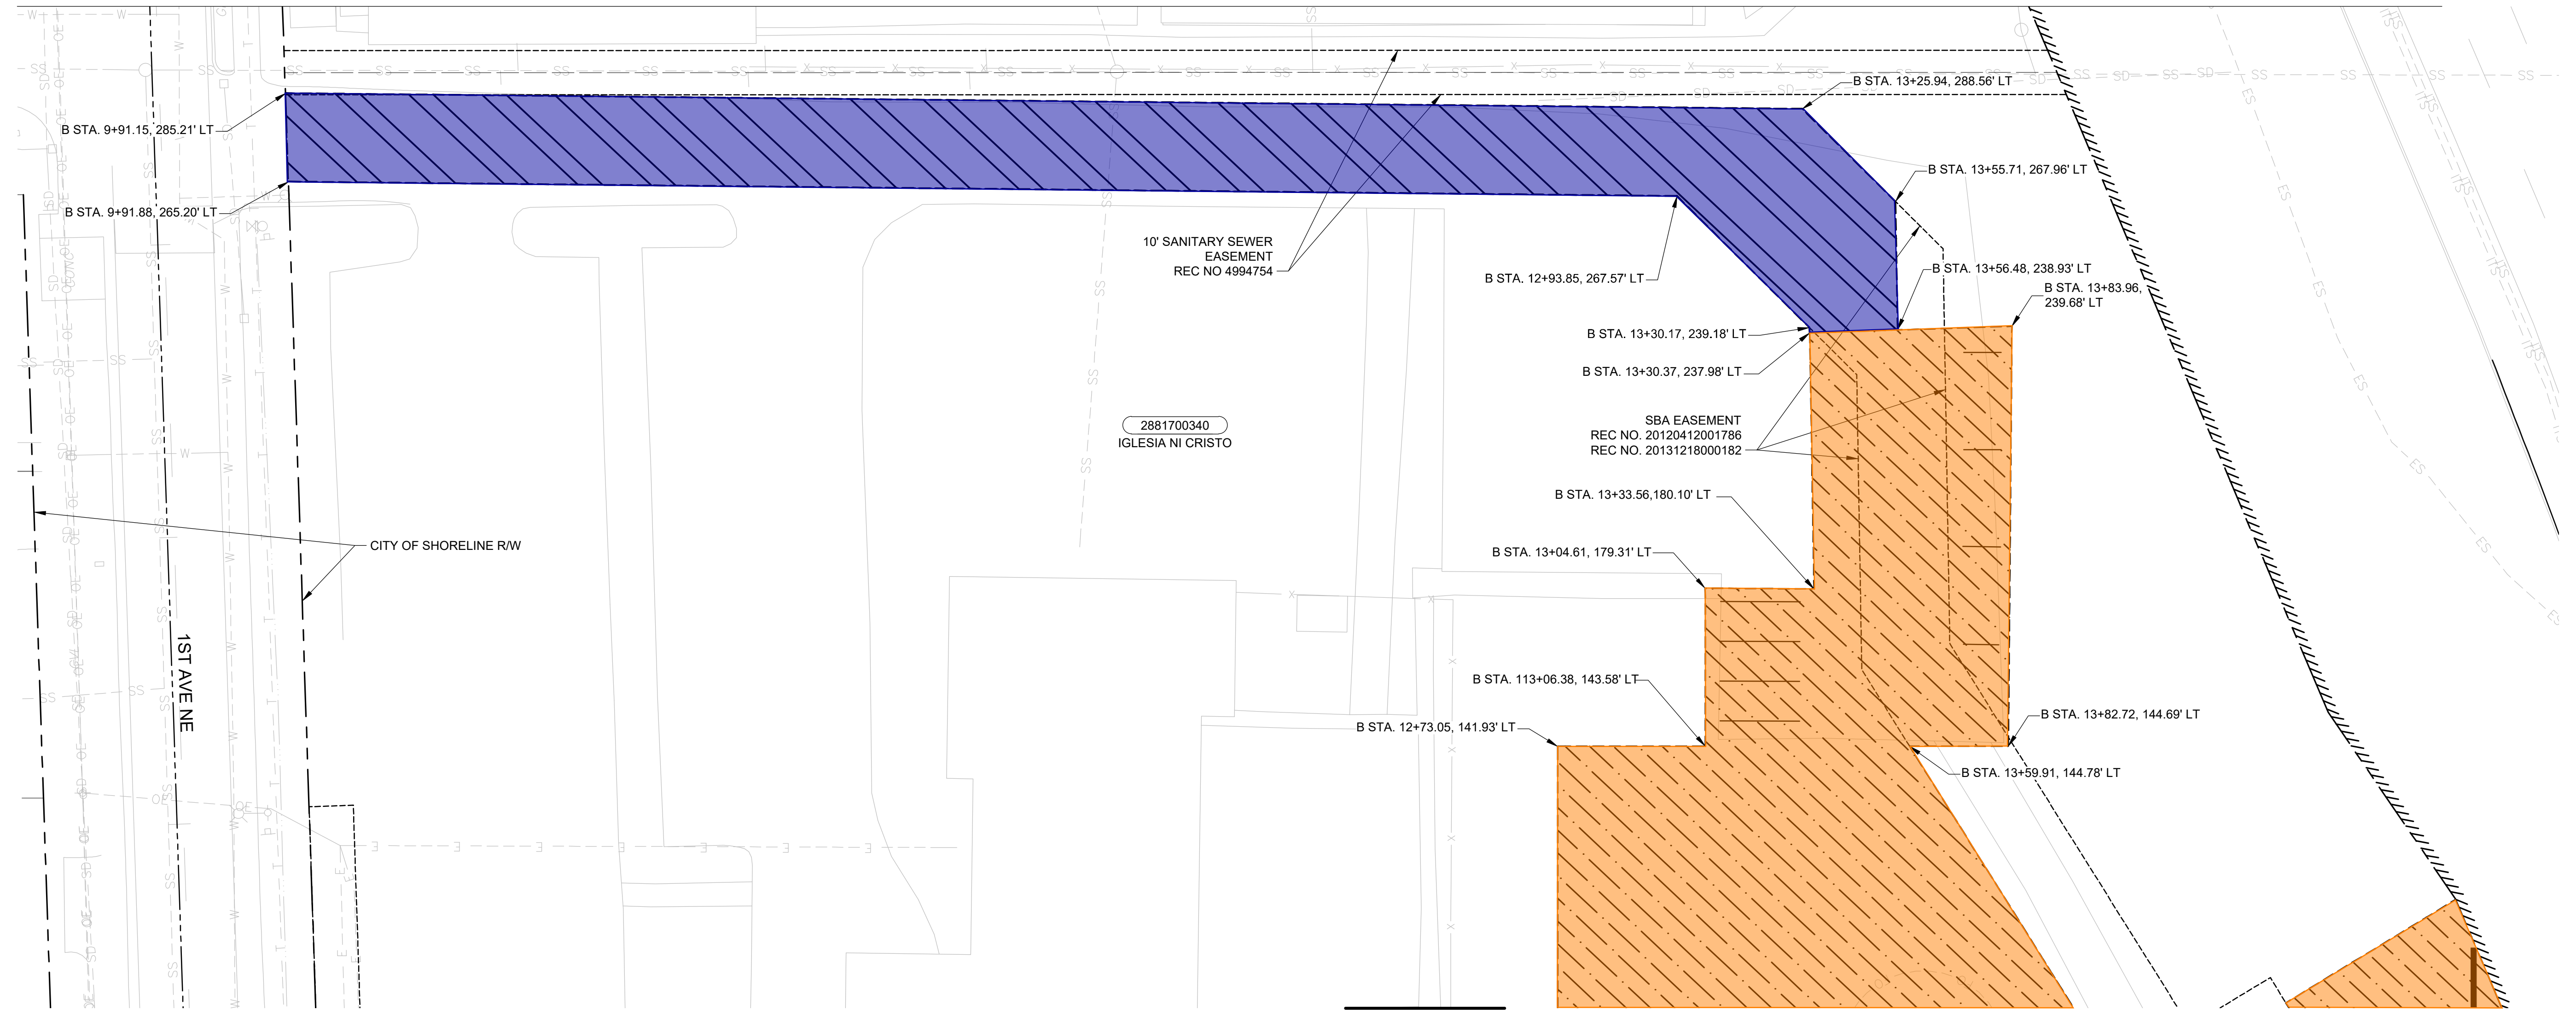 B STA. 13+25.94, 288.56' LT
B STA. 9+91.15, 285.21' LT
B STA. 13+55.71, 267.96' LT
B STA. 9+91.88, 265.20' LT
10' SANITARY SEWER
EASEMENT
REC NO 4994754
B STA. 12+93.85, 267.57' LT
B STA. 13+56.48, 238.93' LT
B STA. 13+83.96,
239.68' LT
B STA. 13+30.17, 239.18' LT
B STA. 13+30.37, 237.98' LT
2881700340
IGLESIA NI CRISTO
SBA EASEMENT
REC NO. 20120412001786
REC NO. 20131218000182
B STA. 13+33.56,180.10' LT
CITY OF SHORELINE R/W
B STA. 13+04.61, 179.31' LT
1ST AVE NE
B STA. 113+06.38, 143.58' LT
B STA. 12+73.05, 141.93' LT
B STA. 13+82.72, 144.69' LT
B STA. 13+59.91, 144.78' LT